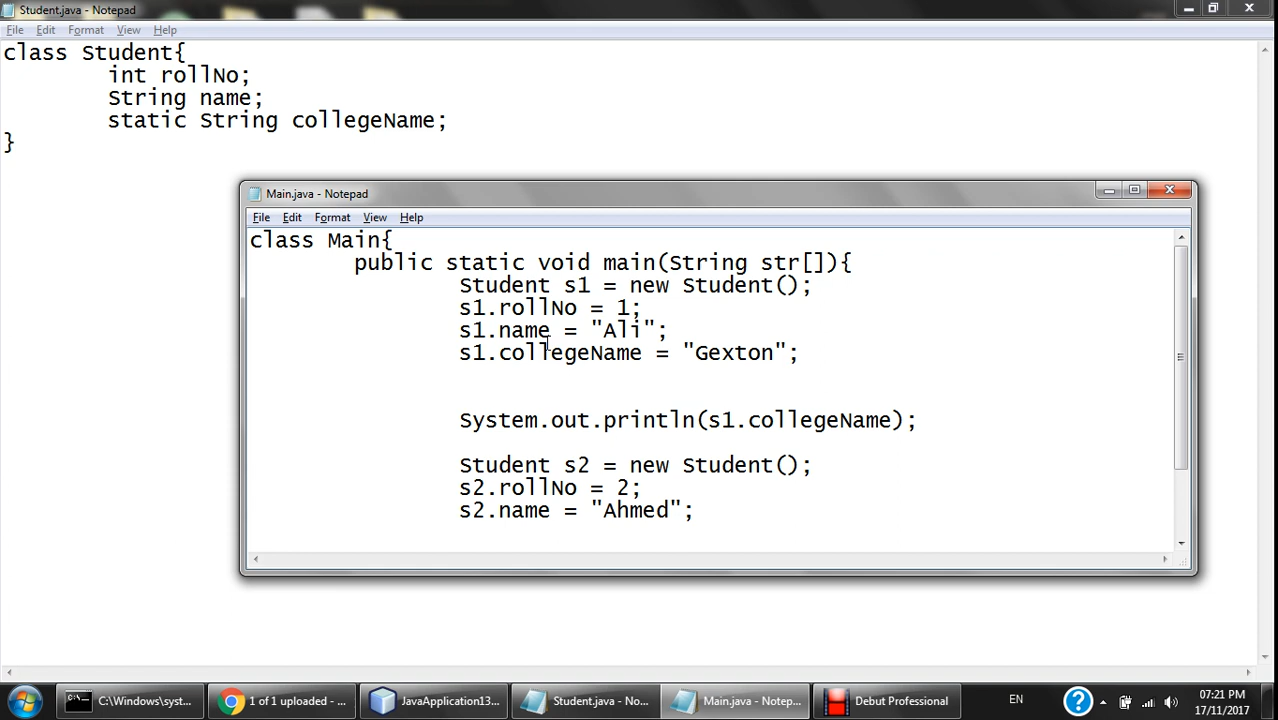 Student.java - Notepad
File Edit Format View Help
class Student{
int rollNo;
String name;
static String collegeName;
}
Main.java - Notepad
File Edit Format View Help
class Main{
public static void main(String str[]){
Student s1 = new Student();
s1.rollNo = 1;
s1.name = "Ali";
s1.collegeName = "Gexton";
System.out.println(s1.collegeName);
Student s2 = new Student();
s2.rollNo = 2;
s2.name = "Ahmed";
C:\Windows\syst... 1 of 1 uploaded - ... JavaApplication13... Student.java - No... Main.java - Notep... Debut Professional EN 07:21 PM
17/11/2017